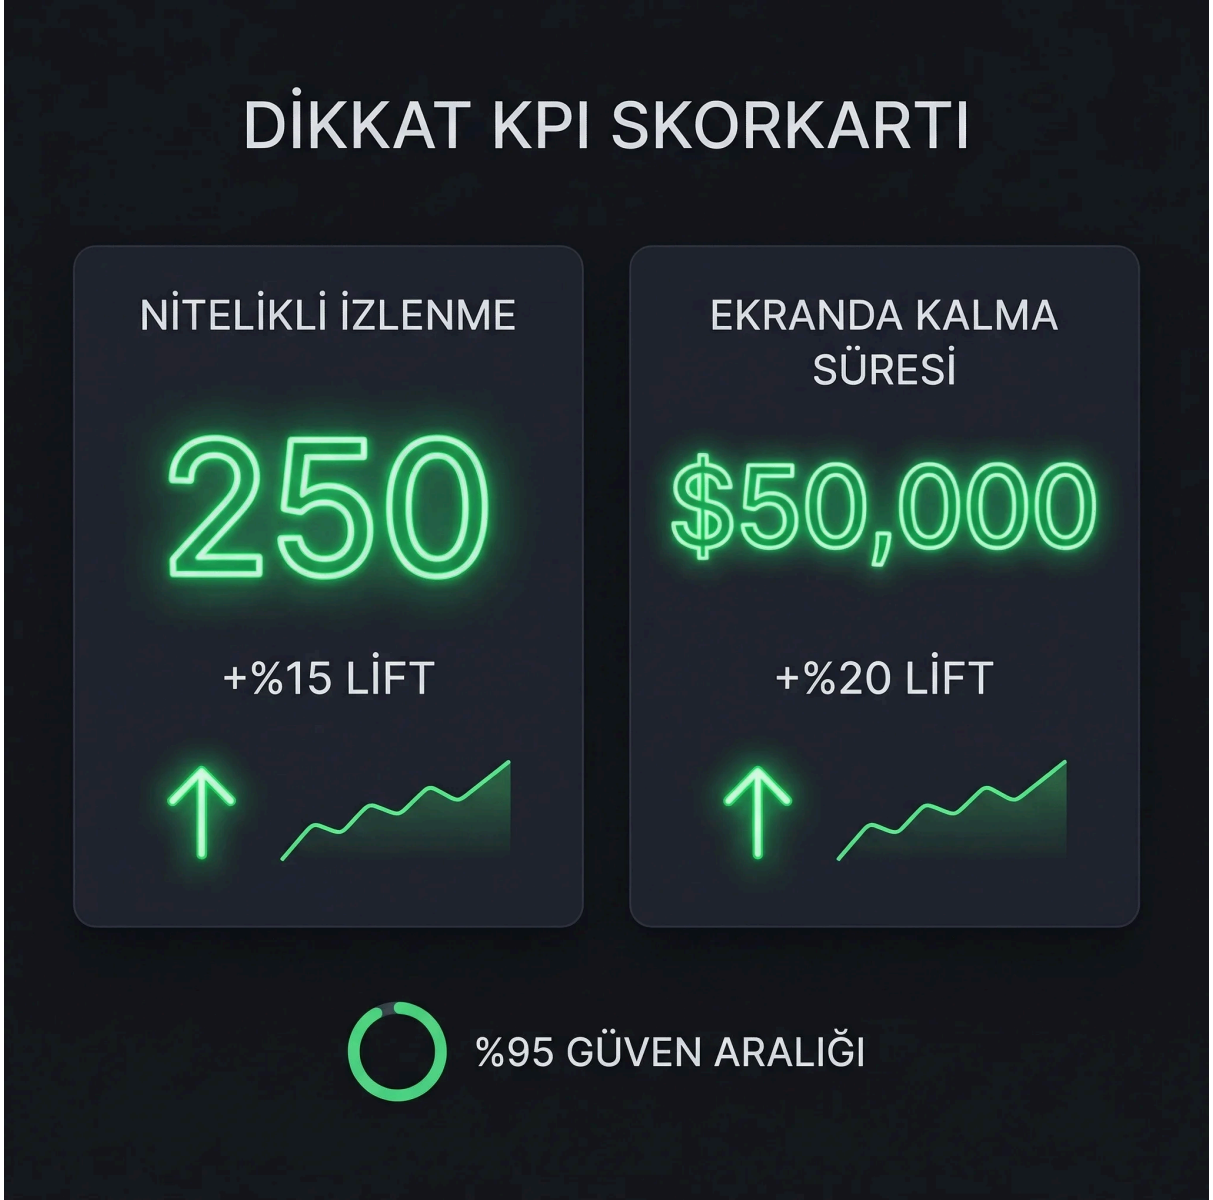 DİKKAT KPI SKORKARTI
NİTELİKLİ İZLENME
250
+%15 LİFT
EKRANDA KALMA
SÜRESİ
$50,000
+%20 LİFT
%95 GÜVEN ARALIĞI